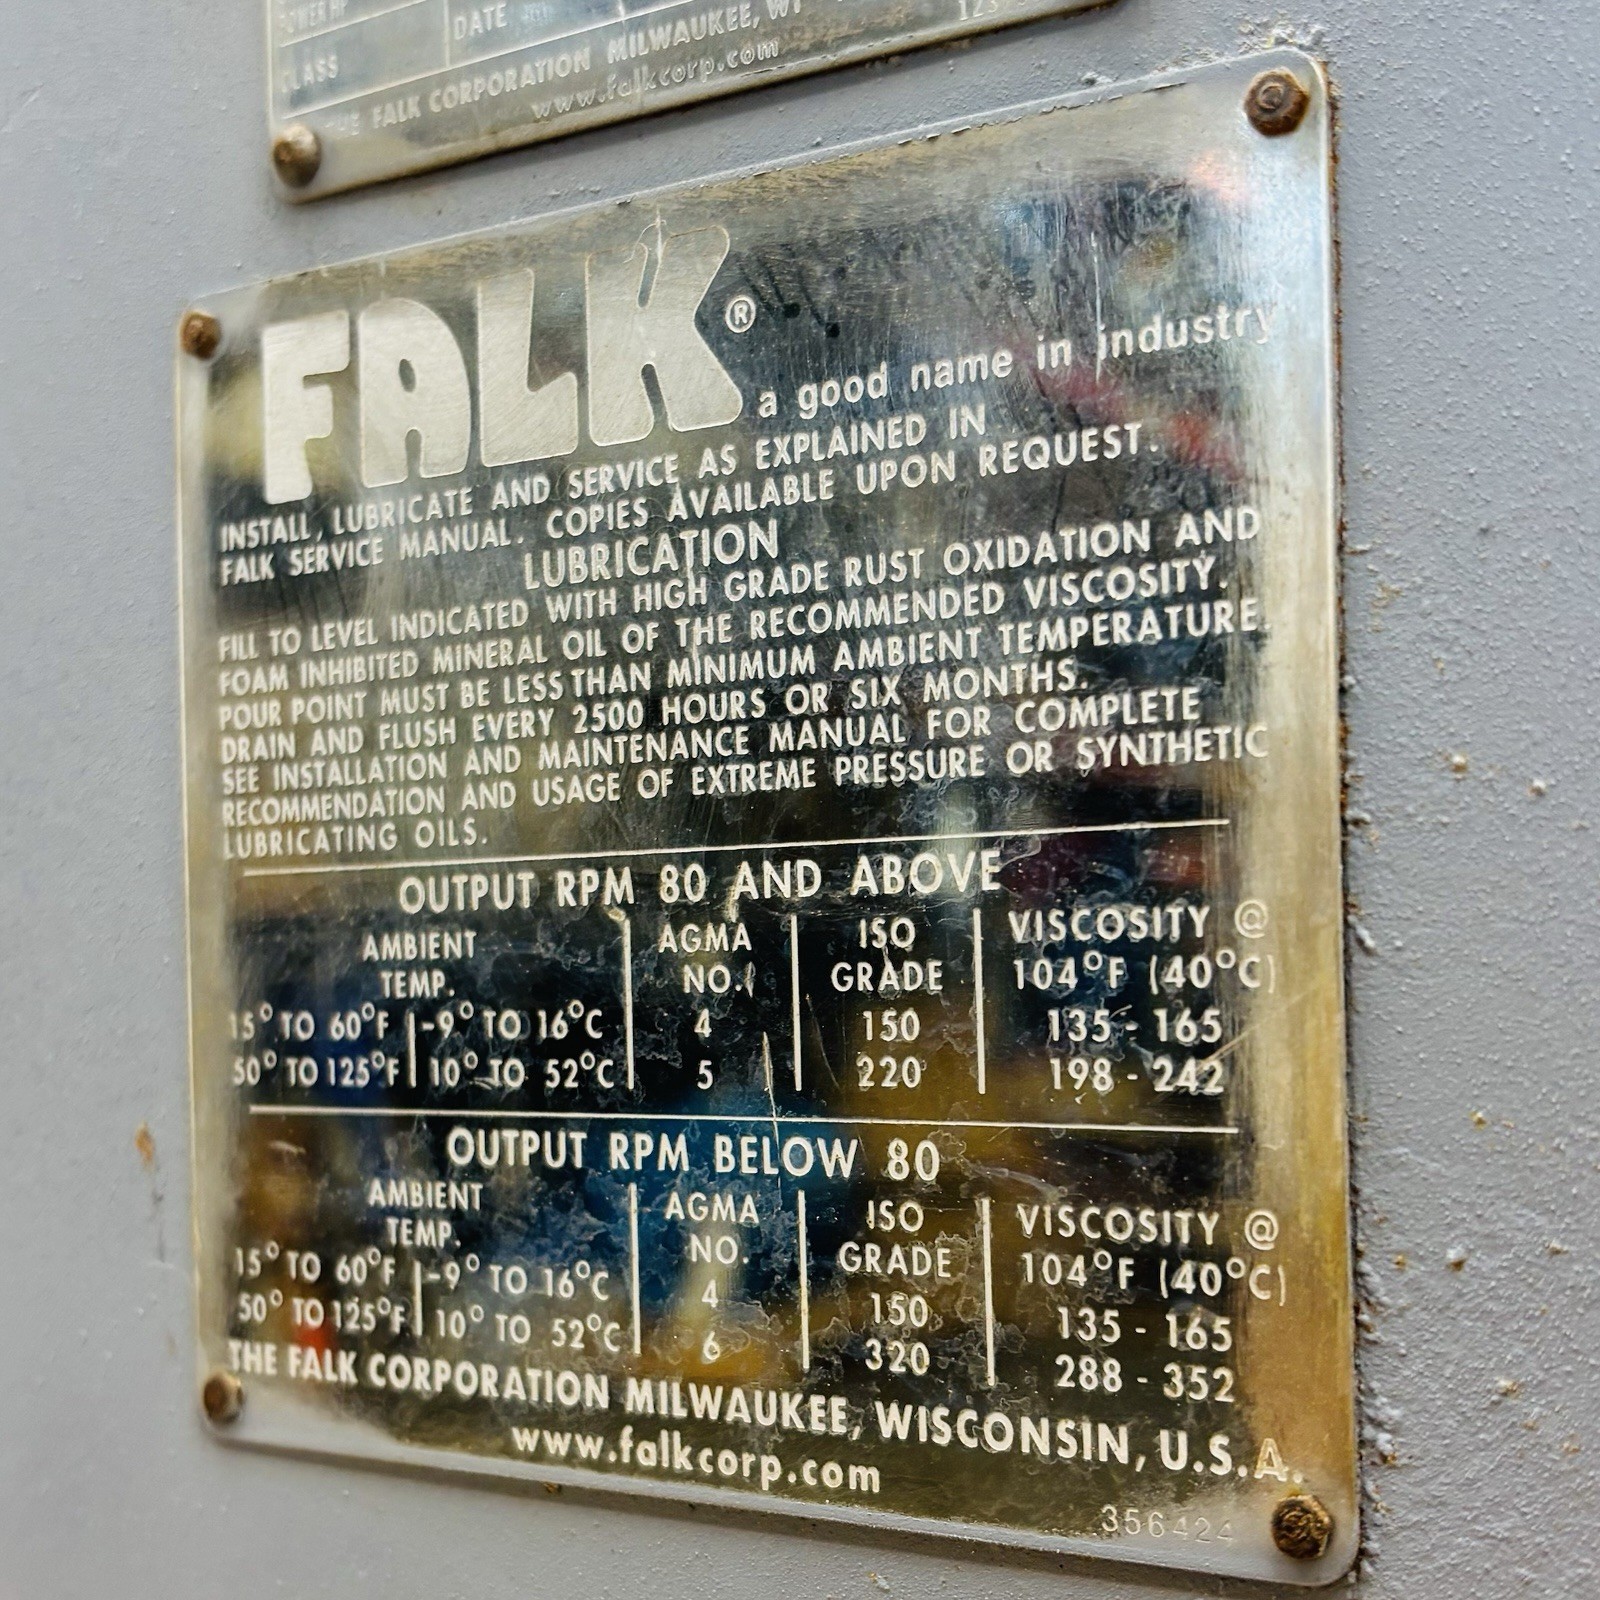 POWER HP
DATE
CLASS
THE FALK CORPORATION MILWAUKEE, WI
www.falkcorp.com
FALK®
a good name in industry
INSTALL, LUBRICATE AND SERVICE AS EXPLAINED IN
FALK SERVICE MANUAL. COPIES AVAILABLE UPON REQUEST.
LUBRICATION
FILL TO LEVEL INDICATED WITH HIGH GRADE RUST OXIDATION AND
FOAM INHIBITED MINERAL OIL OF THE RECOMMENDED VISCOSITY.
POUR POINT MUST BE LESS THAN MINIMUM AMBIENT TEMPERATURE.
DRAIN AND FLUSH EVERY 2500 HOURS OR SIX MONTHS.
SEE INSTALLATION AND MAINTENANCE MANUAL FOR COMPLETE
RECOMMENDATION AND USAGE OF EXTREME PRESSURE OR SYNTHETIC
LUBRICATING OILS.
OUTPUT RPM 80 AND ABOVE
AMBIENT AGMA ISO VISCOSITY @
TEMP. NO. GRADE 104°F (40°C)
15° TO 60°F -9° TO 16°C 4 150 135 - 165
50° TO 125°F 10° TO 52°C 5 220 198 - 242
OUTPUT RPM BELOW 80
AMBIENT AGMA ISO VISCOSITY @
TEMP. NO. GRADE 104°F (40°C)
15° TO 60°F -9° TO 16°C 4 150 135 - 165
50° TO 125°F 10° TO 52°C 6 320 288 - 352
THE FALK CORPORATION MILWAUKEE, WISCONSIN, U.S.A.
www.falkcorp.com
356424